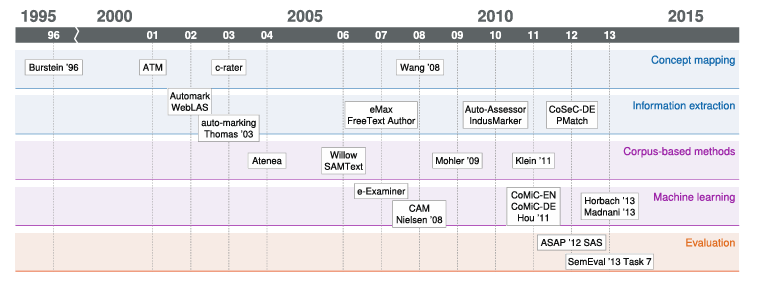 1995 2000 2005 2010 2015
96 01 02 03 04 06 07 08 09 10 11 12 13
Concept mapping
Burstein '96 ATM c-rater Wang '08
Information extraction
Automark
WebLAS
auto-marking
Thomas '03
eMax
FreeText Author
Auto-Assessor
IndusMarker
CoSeC-DE
PMatch
Corpus-based methods
Atenea
Willow
SAMText
Mohler '09
Klein '11
Machine learning
e-Examiner
CAM
Nielsen '08
CoMiC-EN
CoMiC-DE
Hou '11
Horbach '13
Madnani '13
Evaluation
ASAP '12 SAS
SemEval '13 Task 7